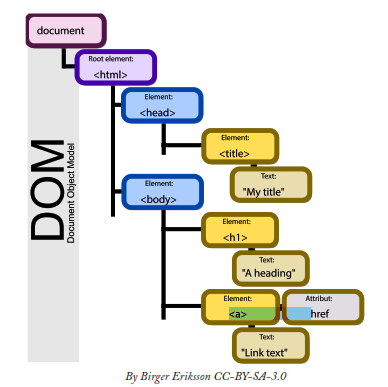 document
Root element:
<html>
Element:
<head>
Element:
<title>
Text:
"My title"
Element:
<body>
Element:
<h1>
Text:
"A heading"
Element:
<a>
Attribut:
href
Text:
"Link text"
DOM
Document Object Model
By Birger Eriksson CC-BY-SA-3.0